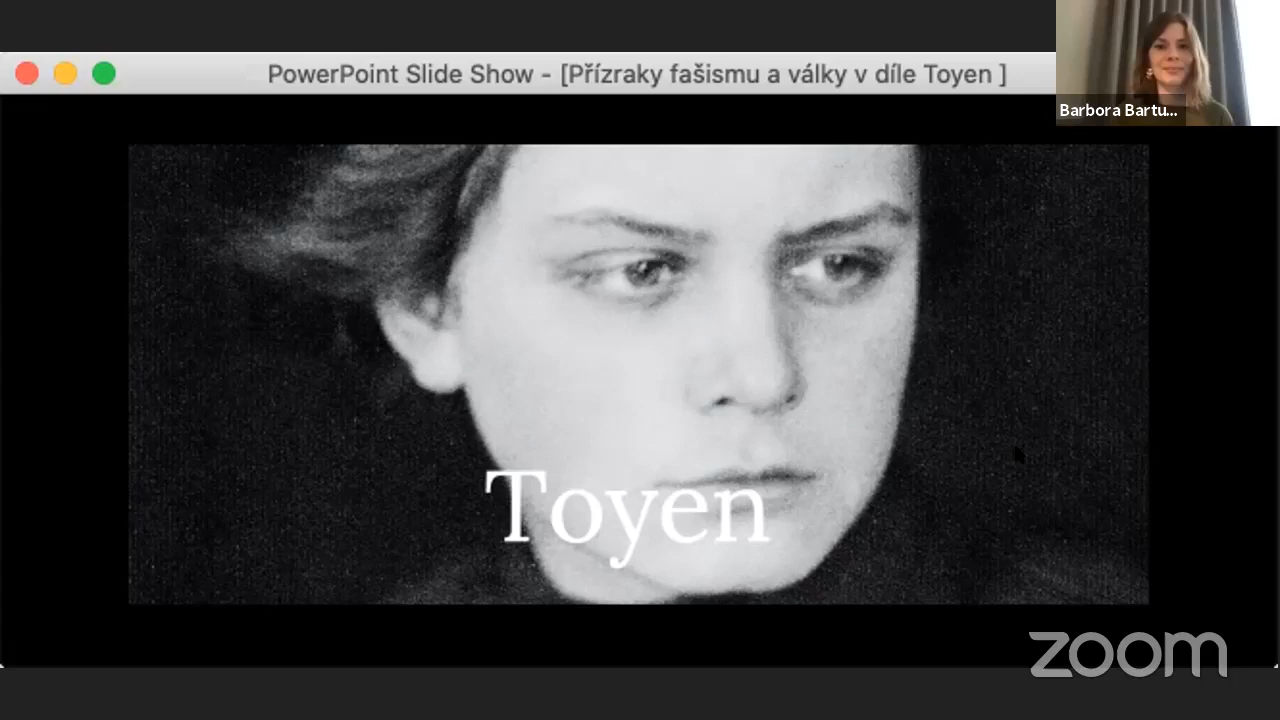 PowerPoint Slide Show - [Přízraky fašismu a války v díle Toyen ]
Barbora Bartu...
Toyen
zoom